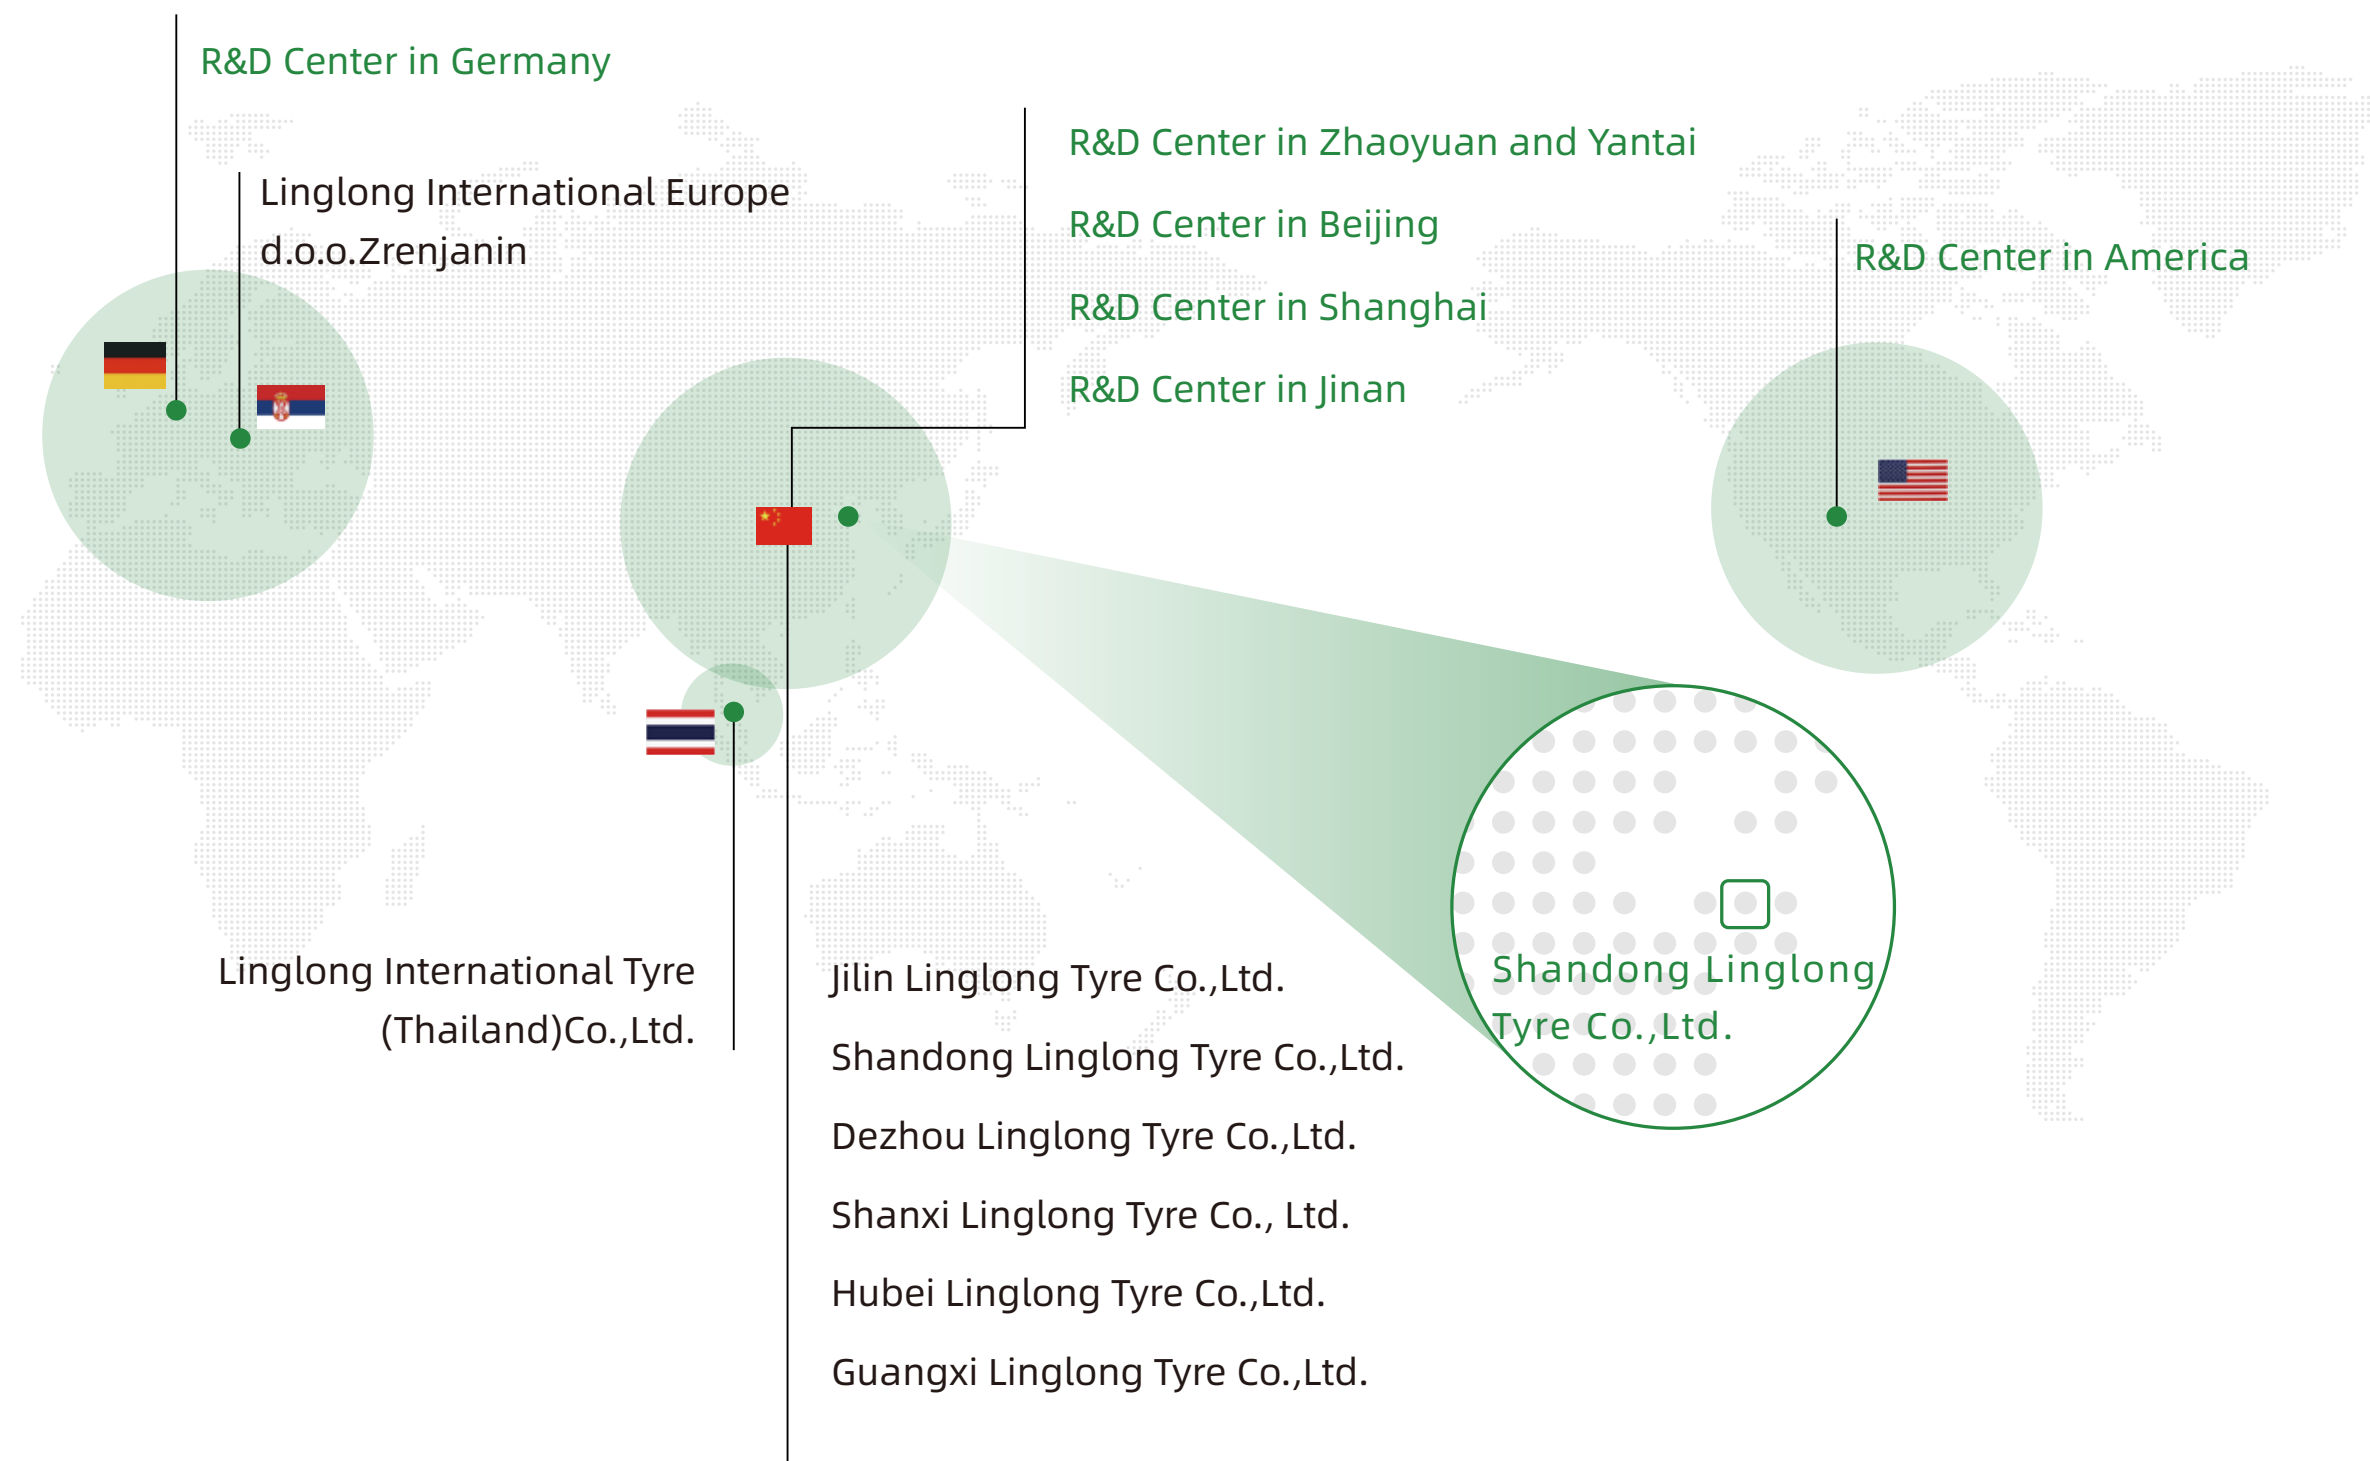 R&D Center in Germany
Linglong International Europe
d.o.o.Zrenjanin
R&D Center in Zhaoyuan and Yantai
R&D Center in Beijing
R&D Center in Shanghai
R&D Center in Jinan
R&D Center in America
Linglong International Tyre
(Thailand)Co.,Ltd.
Jilin Linglong Tyre Co.,Ltd.
Shandong Linglong Tyre Co.,Ltd.
Dezhou Linglong Tyre Co.,Ltd.
Shanxi Linglong Tyre Co., Ltd.
Hubei Linglong Tyre Co.,Ltd.
Guangxi Linglong Tyre Co.,Ltd.
Shandong Linglong
Tyre Co.,Ltd.